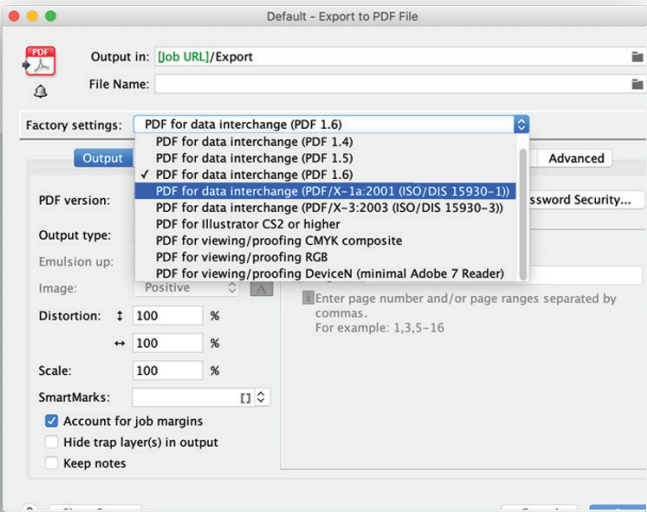 Default - Export to PDF File
PDF
Output in: [Job URL]/Export
File Name:
Factory settings: PDF for data interchange (PDF 1.6)
PDF for data interchange (PDF 1.4)
PDF for data interchange (PDF 1.5)
✓ PDF for data interchange (PDF 1.6)
PDF for data interchange (PDF/X-1a:2001 (ISO/DIS 15930-1))
PDF for data interchange (PDF/X-3:2003 (ISO/DIS 15930-3))
PDF for Illustrator CS2 or higher
PDF for viewing/proofing CMYK composite
PDF for viewing/proofing RGB
PDF for viewing/proofing DeviceN (minimal Adobe 7 Reader)
Output
Advanced
PDF version:
ssword Security...
Output type:
Emulsion up:
Image: Positive A
Enter page number and/or page ranges separated by
commas.
For example: 1,3,5-16
Distortion: ↕ 100 %
↔ 100 %
Scale: 100 %
SmartMarks: []
Account for job margins
Hide trap layer(s) in output
Keep notes